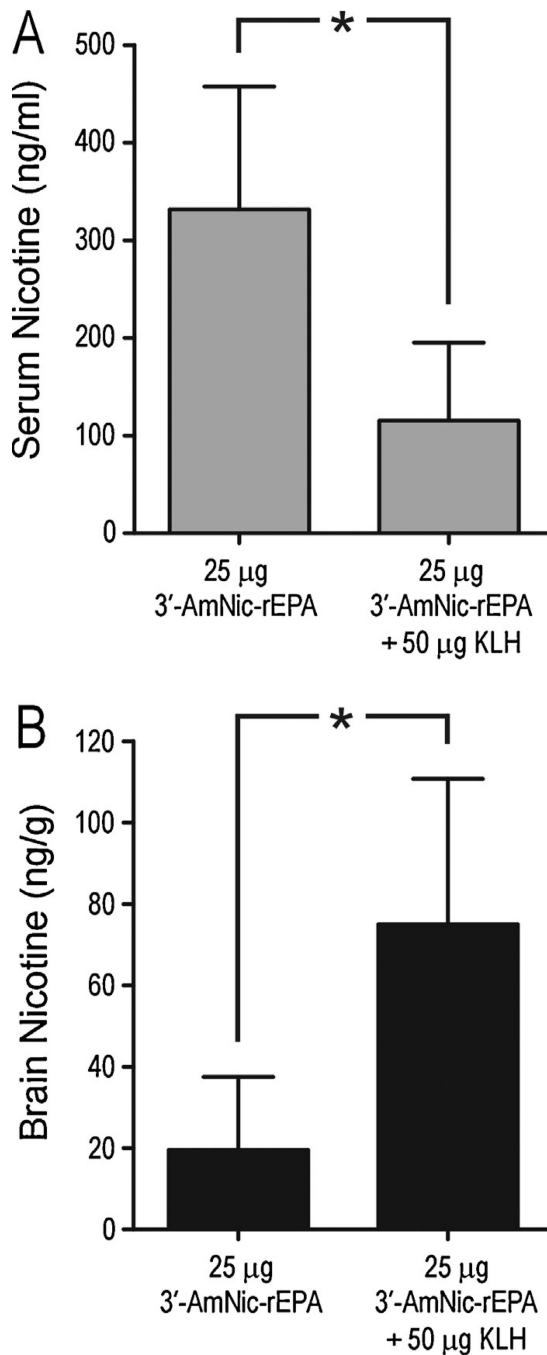 A
*
Serum Nicotine (ng/ml)
500
400
300
200
100
0
25 μg
3′-AmNic-rEPA
25 μg
3′-AmNic-rEPA
+ 50 μg KLH
B
*
Brain Nicotine (ng/g)
120
100
80
60
40
20
0
25 μg
3′-AmNic-rEPA
25 μg
3′-AmNic-rEPA
+ 50 μg KLH